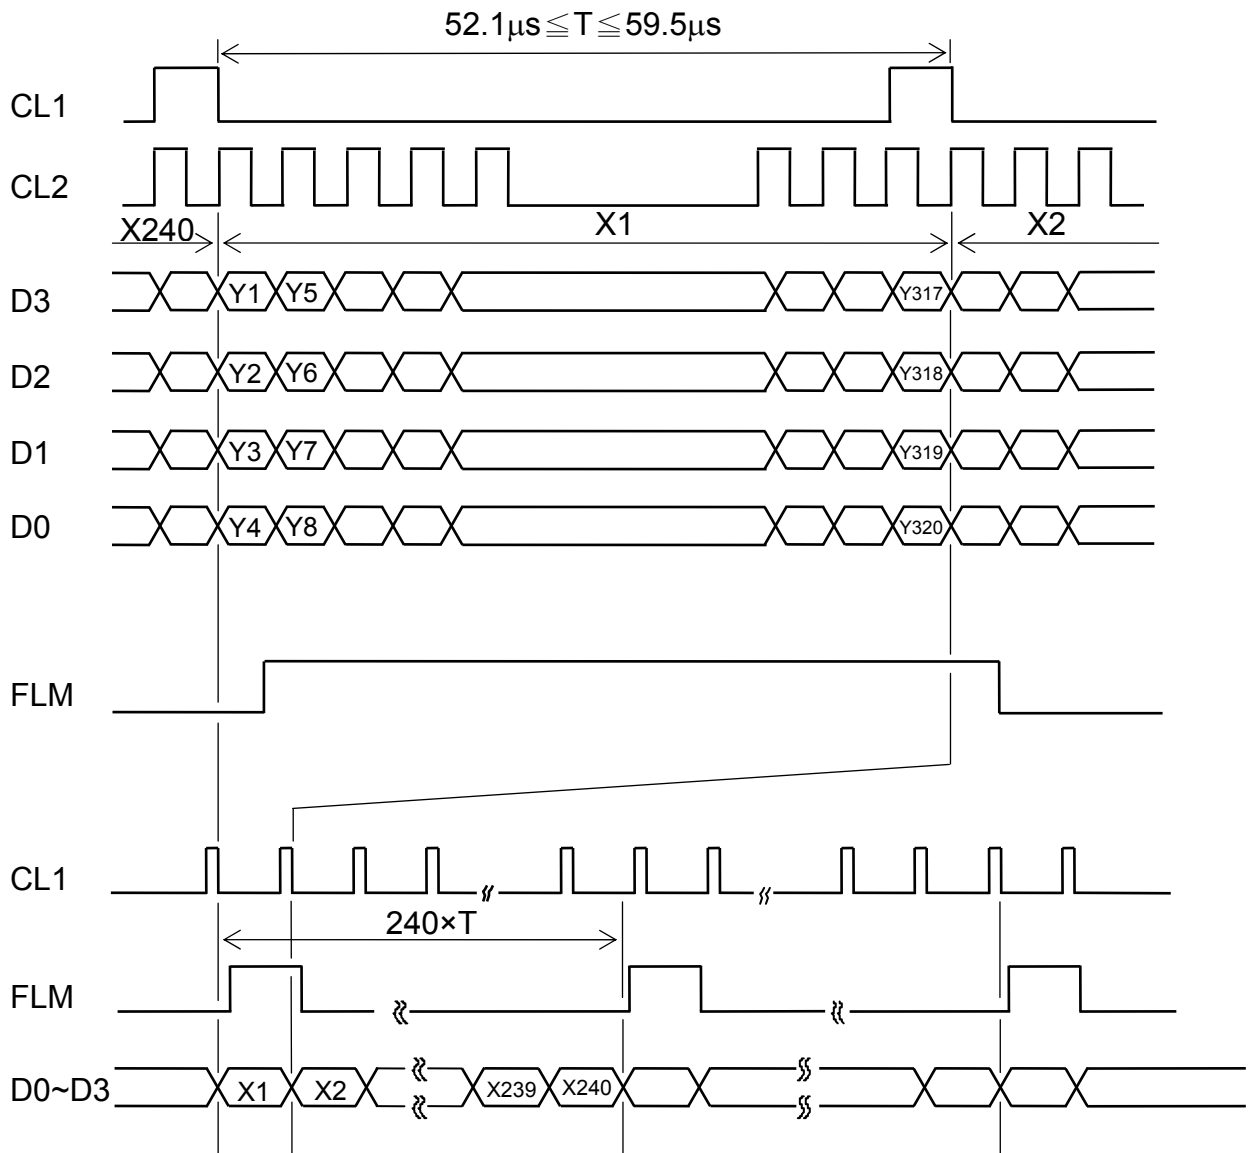 52.1μs≦T≦59.5μs
CL1
CL2
X240 X1 X2
D3 Y1 Y5 Y317
D2 Y2 Y6 Y318
D1 Y3 Y7 Y319
D0 Y4 Y8 Y320
FLM
CL1
240×T
FLM
D0~D3 X1 X2 X239 X240